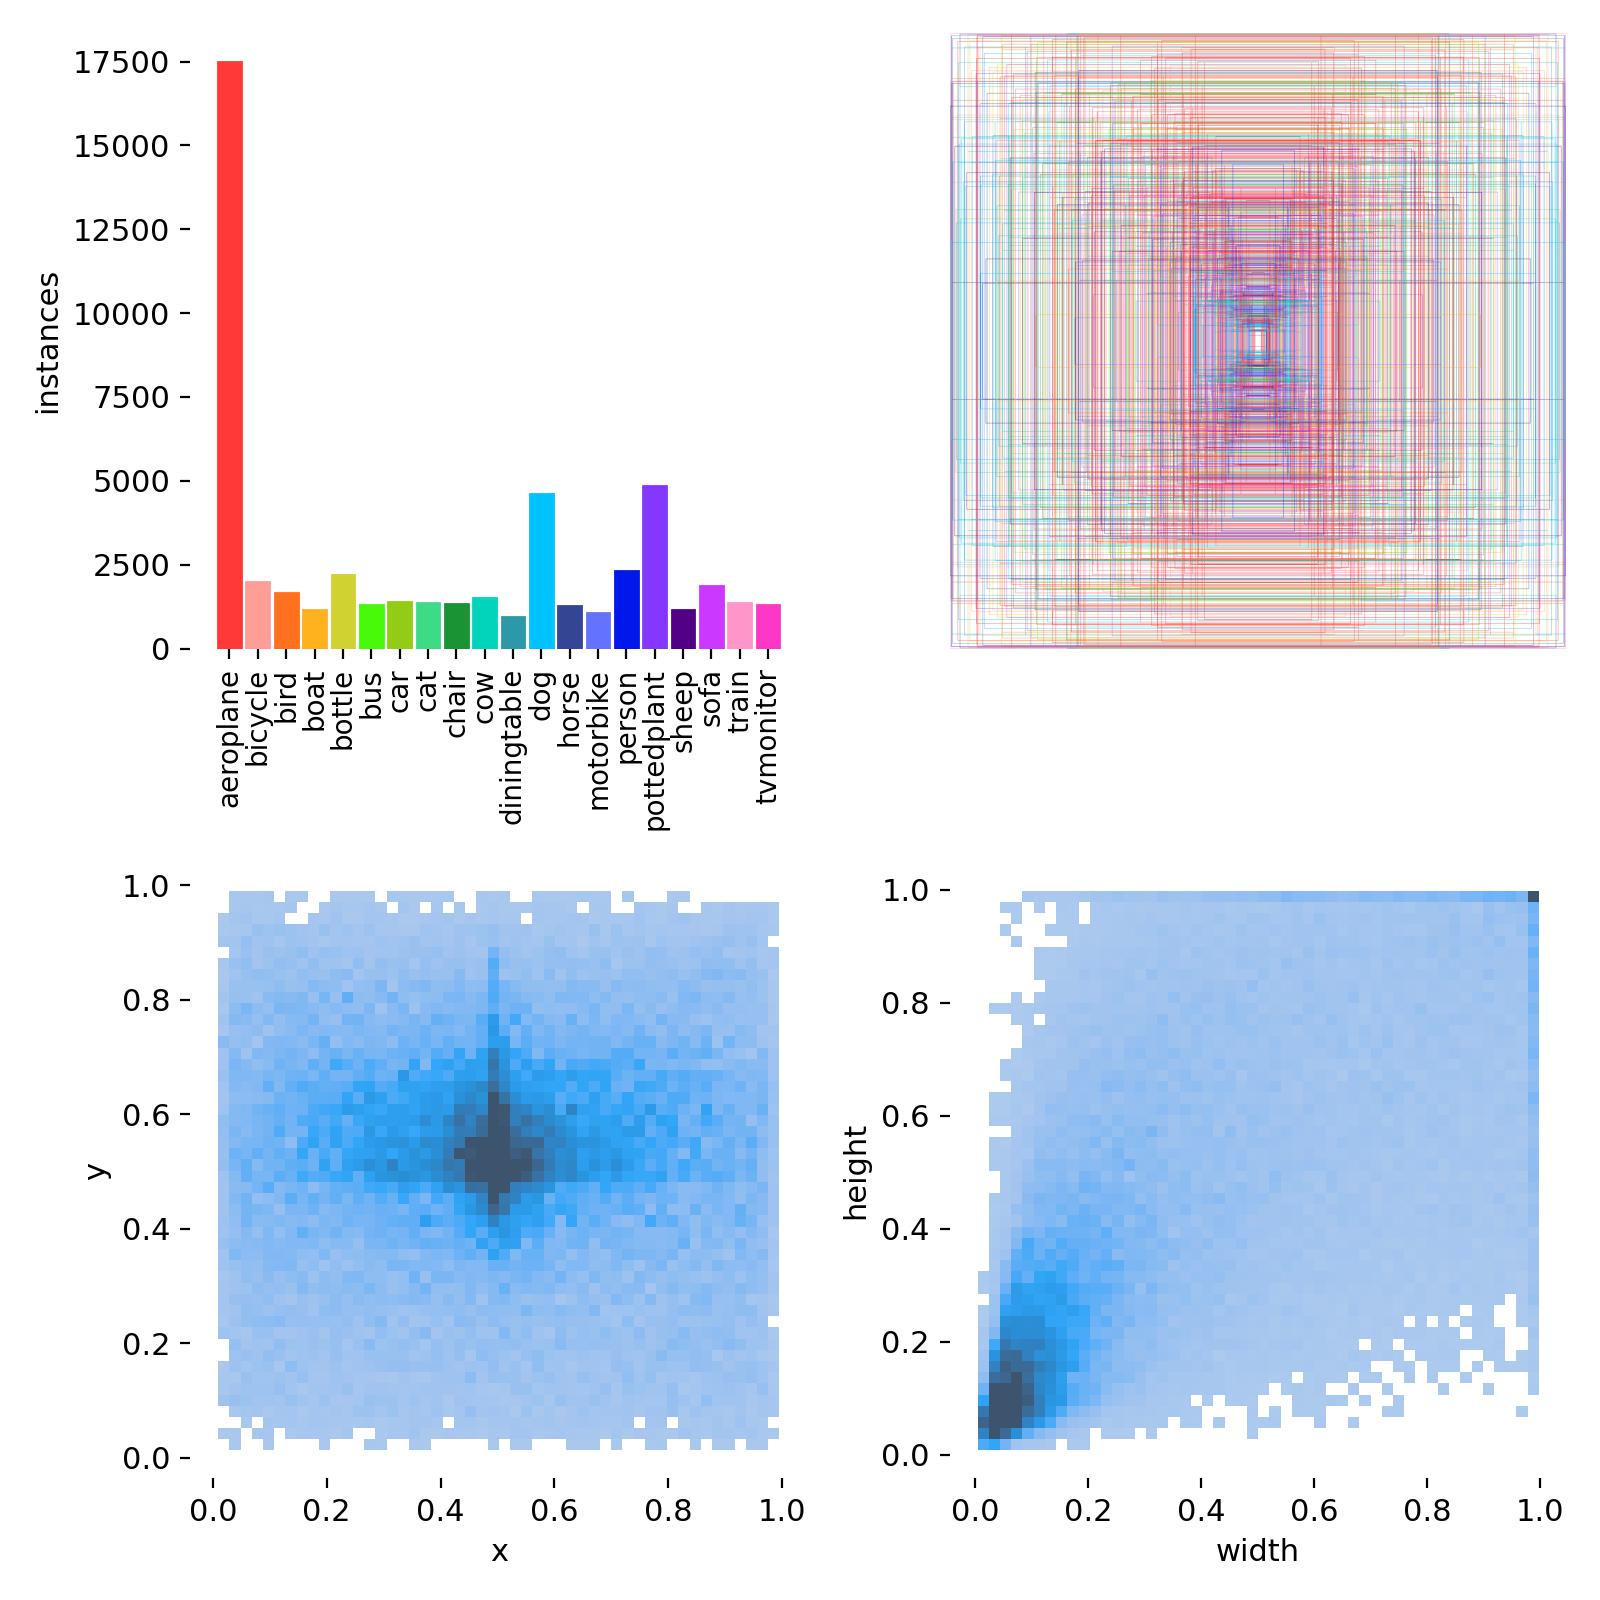 17500
15000
12500
10000
7500
5000
2500
0
instances
aeroplane
bicycle
bird
boat
bottle
bus
car
cat
chair
cow
diningtable
dog
horse
motorbike
person
pottedplant
sheep
sofa
train
tvmonitor
1.0
0.8
0.6
0.4
0.2
0.0
y
0.0 0.2 0.4 0.6 0.8 1.0
x
1.0
0.8
0.6
0.4
0.2
0.0
height
0.0 0.2 0.4 0.6 0.8 1.0
width